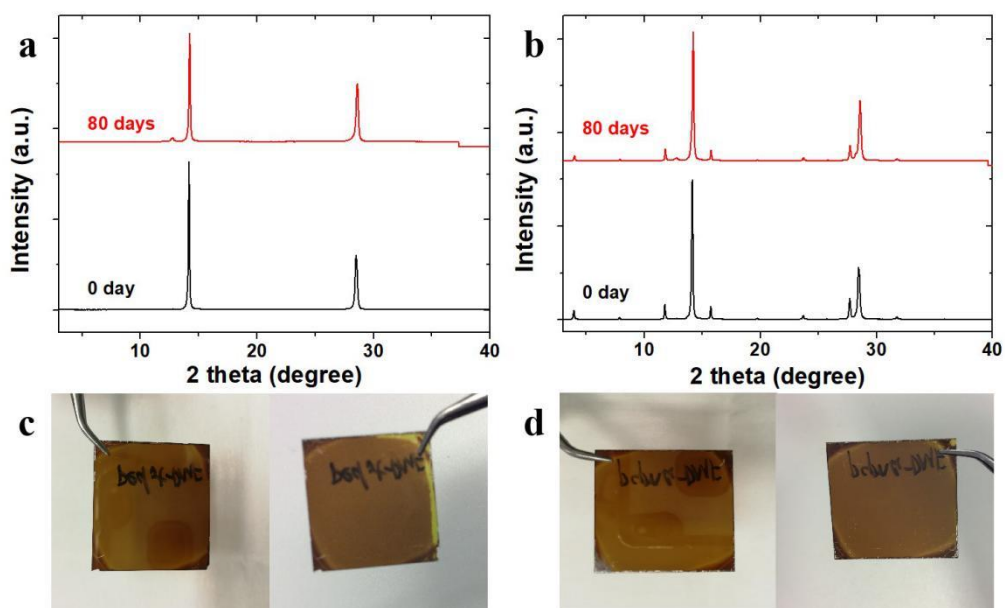 a
Intensity (a.u.)
80 days
0 day
10 20 30 40
2 theta (degree)
b
Intensity (a.u.)
80 days
0 day
10 20 30 40
2 theta (degree)
c
d